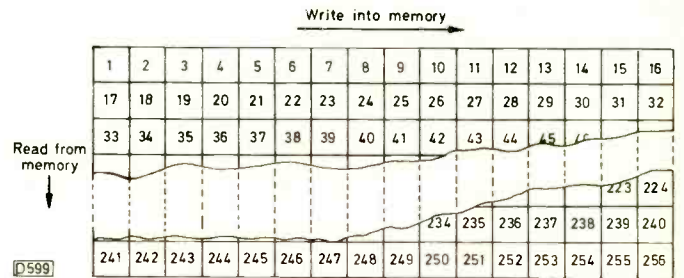 Write into memory
1 2 3 4 5 6 7 8 9 10 11 12 13 14 15 16
17 18 19 20 21 22 23 24 25 26 27 28 29 30 31 32
33 34 35 36 37 38 39 40 41 42 43 44 45
Read from
memory
223 224
234 235 236 237 238 239 240
241 242 243 244 245 246 247 248 249 250 251 252 253 254 255 256
D599